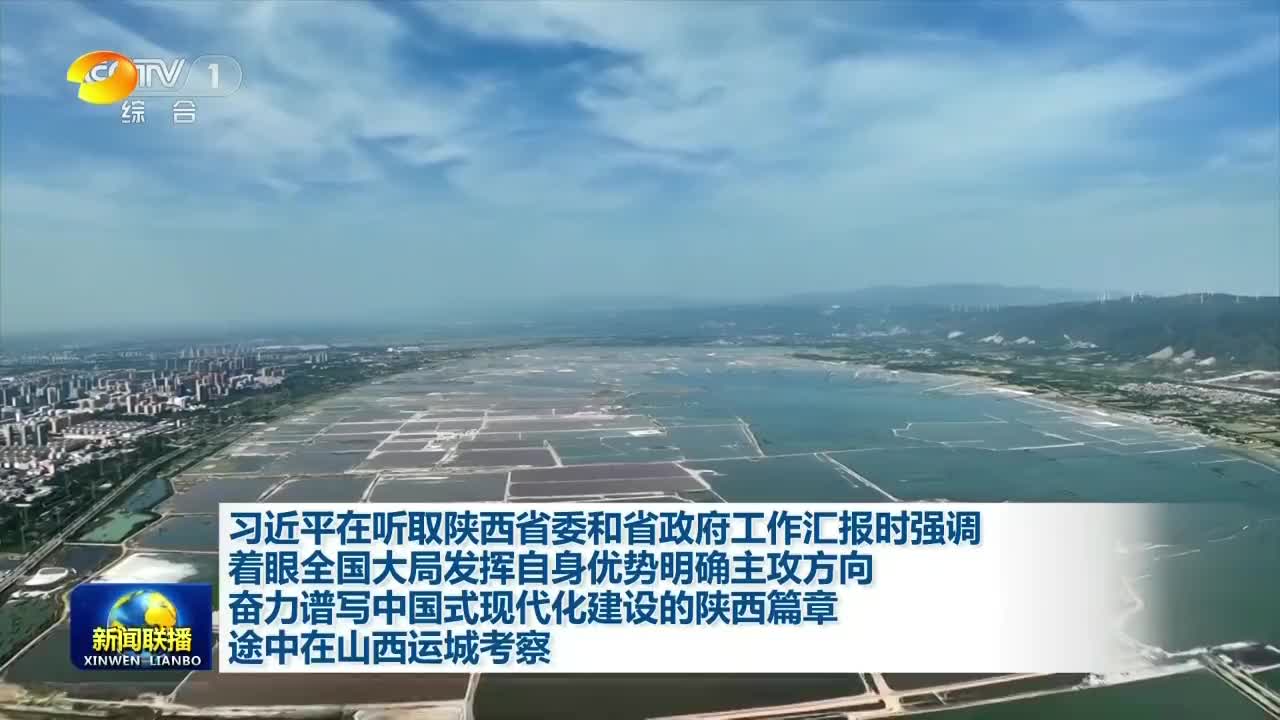 CCTV 1
综合
习近平在听取陕西省委和省政府工作汇报时强调
着眼全国大局发挥自身优势明确主攻方向
奋力谱写中国式现代化建设的陕西篇章
途中在山西运城考察
新闻联播
XINWEN LIANBO